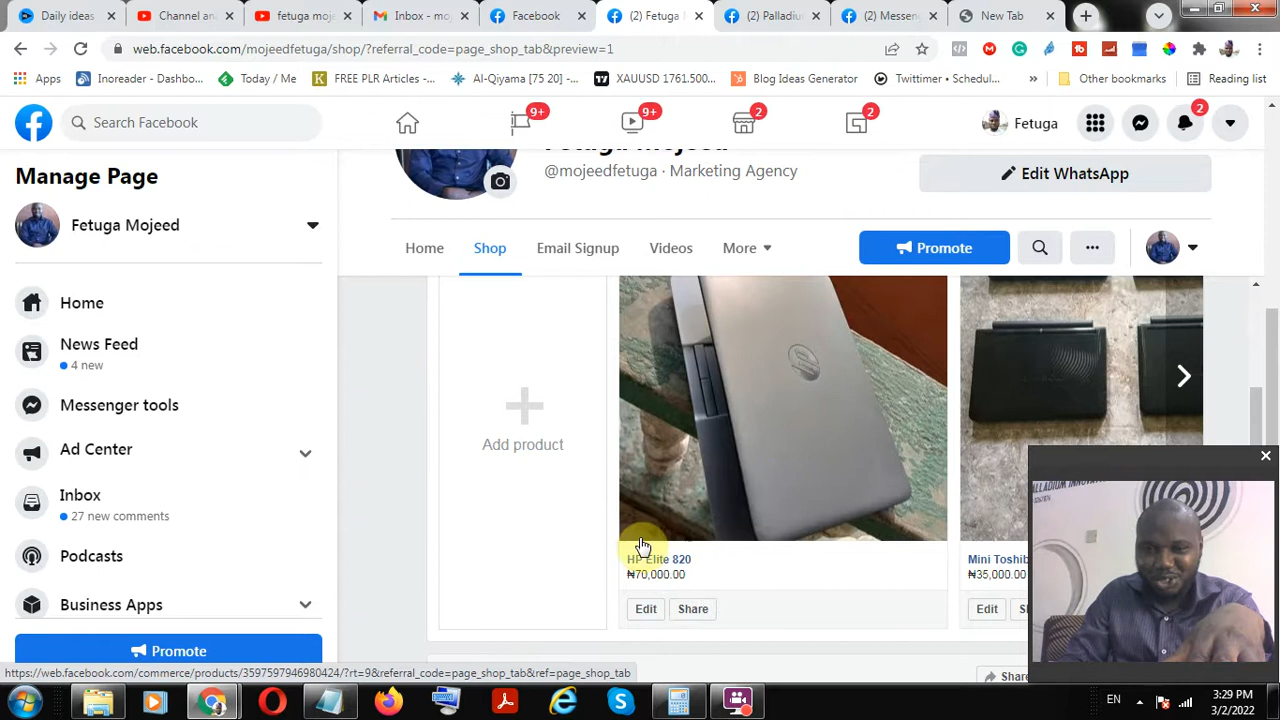 Daily ideas
Channel an
fetuga moj
Inbox - mo
Facebook
(2) Fetuga
(2) Palladiu
(2) Messen
New Tab
web.facebook.com/mojeedfetuga/shop/?referral_code=page_shop_tab&preview=1
Apps
Inoreader - Dashbo...
Today / Me
FREE PLR Articles -...
Al-Qiyama [75 20] -...
XAUUSD 1761.500...
Blog Ideas Generator
Twittimer • Schedul...
Other bookmarks
Reading list
Search Facebook
9+
9+
2
2
Fetuga
2
Manage Page
Fetuga Mojeed
Fetuga Mojeed
@mojeedfetuga · Marketing Agency
Edit WhatsApp
Home
Shop
Email Signup
Videos
More
Promote
Home
News Feed
4 new
Messenger tools
Ad Center
Inbox
27 new comments
Podcasts
Business Apps
Promote
Add product
HP Elite 820
₦70,000.00
Edit
Share
Mini Toshib
₦35,000.00
Edit
S
Share
https://web.facebook.com/commerce/products/3597597946980424/?rt=9&referral_code=page_shop_tab&ref=page_shop_tab
EN
3:29 PM
3/2/2022